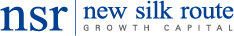 nsr new silk route
GROWTH CAPITAL